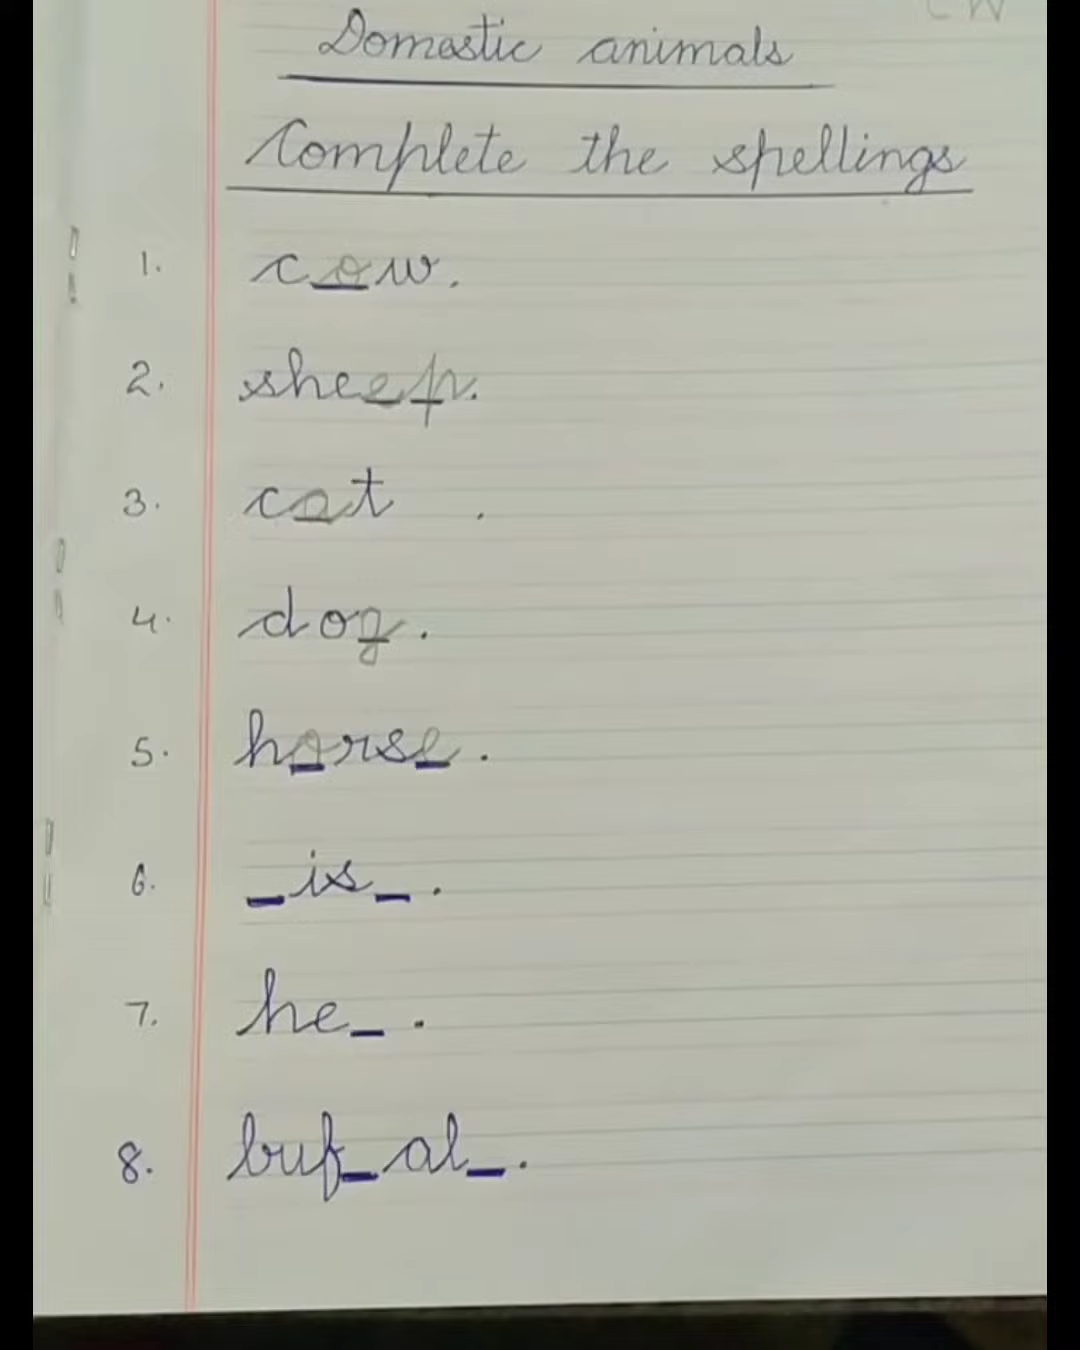 CW
Domestic animals
Complete the spellings
1. cow.
2. sheep.
3. cat .
4. dog.
5. horse.
6. _is_.
7. he_.
8. buf_al_.